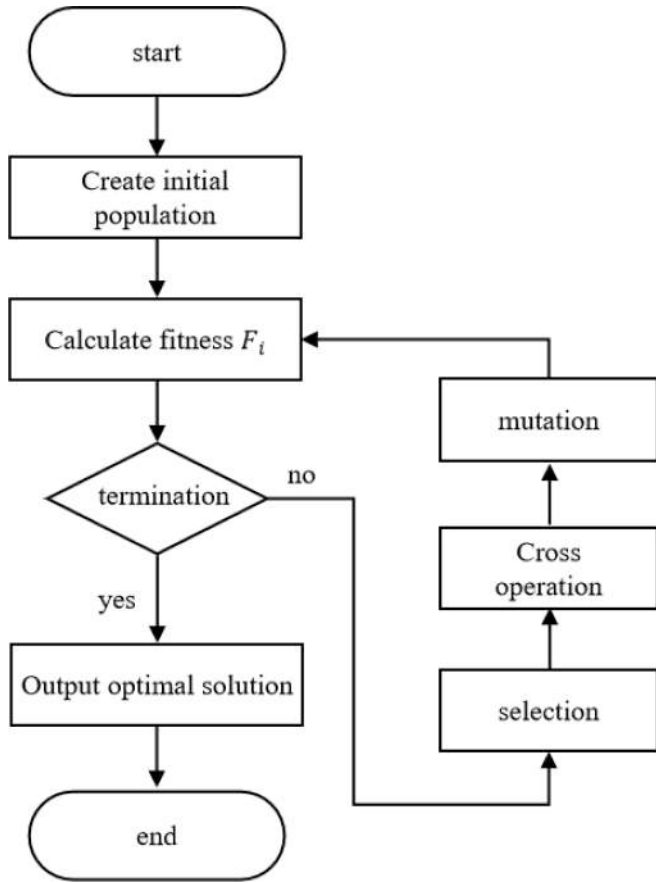 start
Create initial
population
Calculate fitness F_i
termination
no
yes
Output optimal solution
end
mutation
Cross
operation
selection